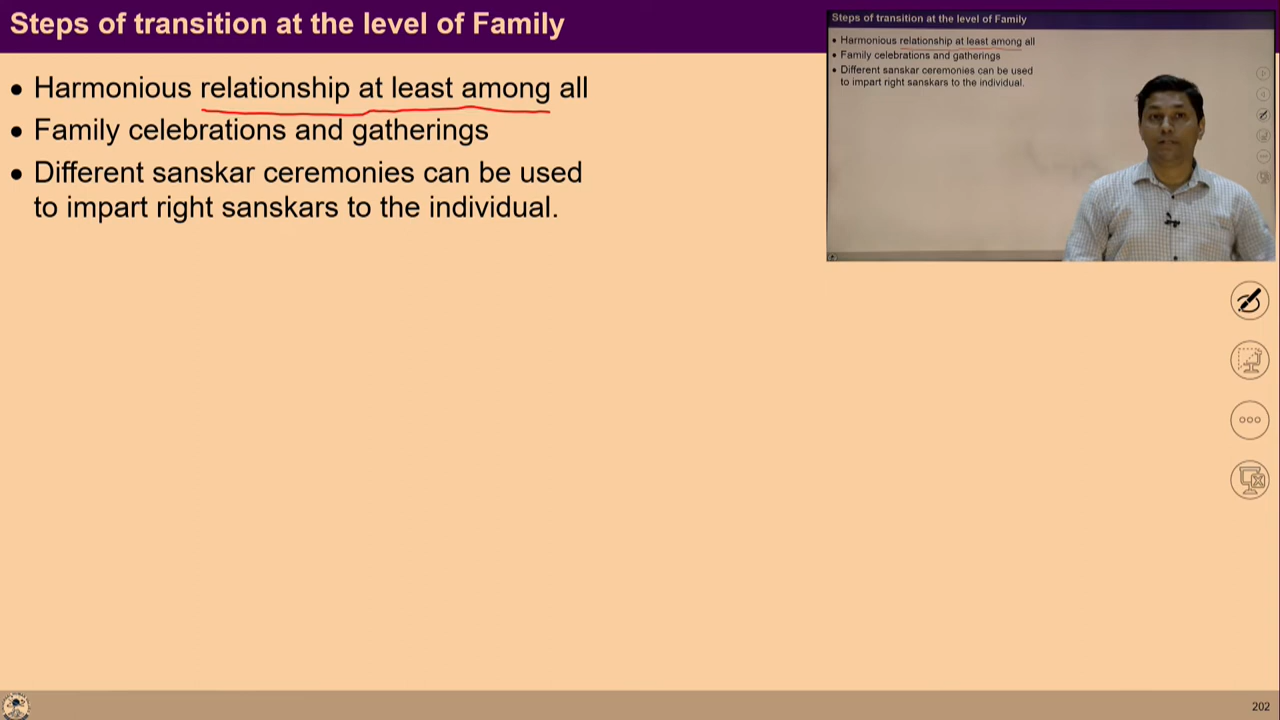 Steps of transition at the level of Family
• Harmonious relationship at least among all
• Family celebrations and gatherings
• Different sanskar ceremonies can be used
to impart right sanskars to the individual.
Steps of transition at the level of Family
• Harmonious relationship at least among all
• Family celebrations and gatherings
• Different sanskar ceremonies can be used
to impart right sanskars to the individual.
202